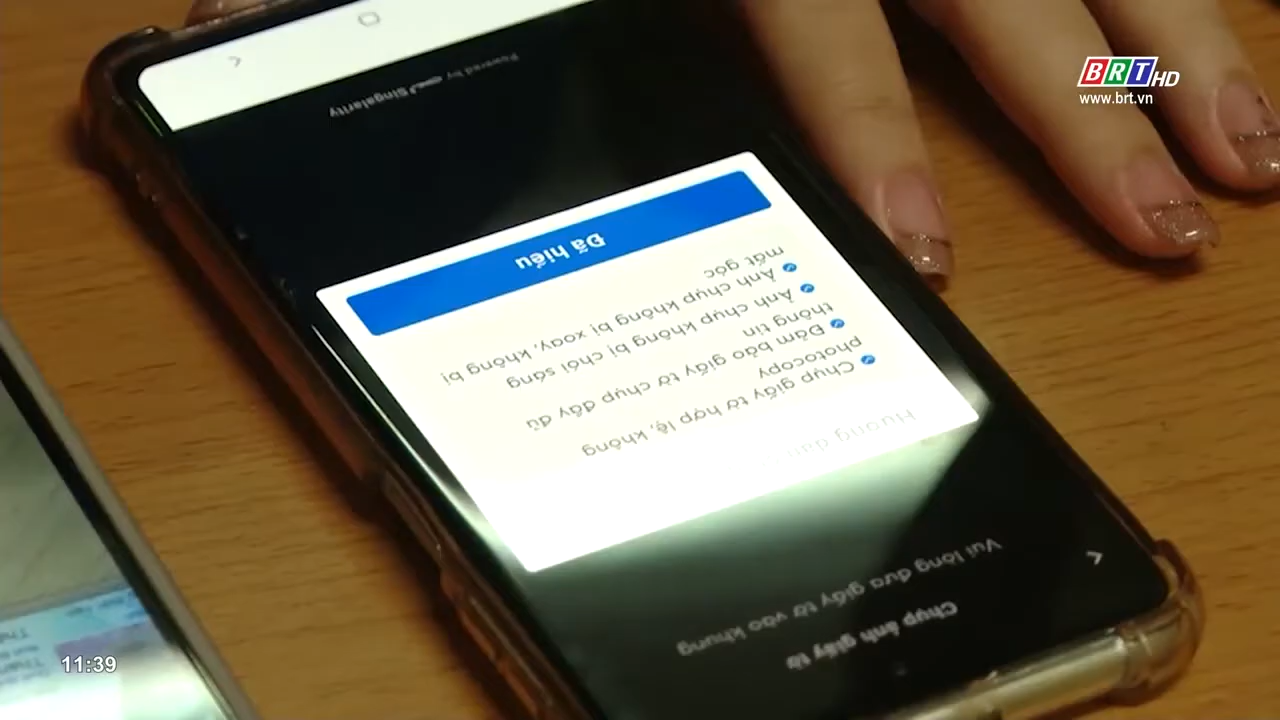 BRT HD
www.brt.vn
Chụp ảnh giấy tờ
Vui lòng đưa giấy tờ vào khung
Hướng
Chụp giấy tờ hợp lệ, không
photocopy
Đảm bảo giấy tờ chụp đầy đủ
thông tin
Ảnh chụp không bị chói sáng
Ảnh chụp không bị xoay, không bị
mất góc
Đã hiểu
Powered by
Singalarity
11:39